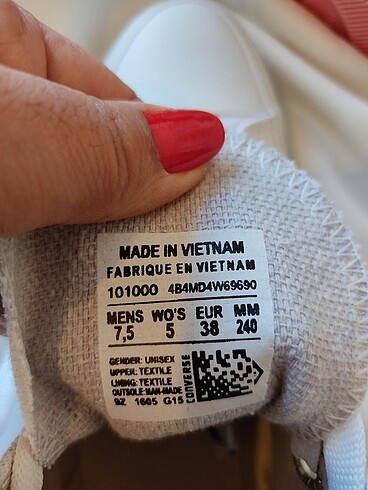 MADE IN VIETNAM
FABRIQUE EN VIETNAM
101000 4B4MD4W69690
MENS WO'S EUR MM
7,5 5 38 240
GENDER: UNISEX
UPPER: TEXTILE
LINING: TEXTILE
OUTSOLE: MAN-MADE
SZ 1605 G15
CONVERSE